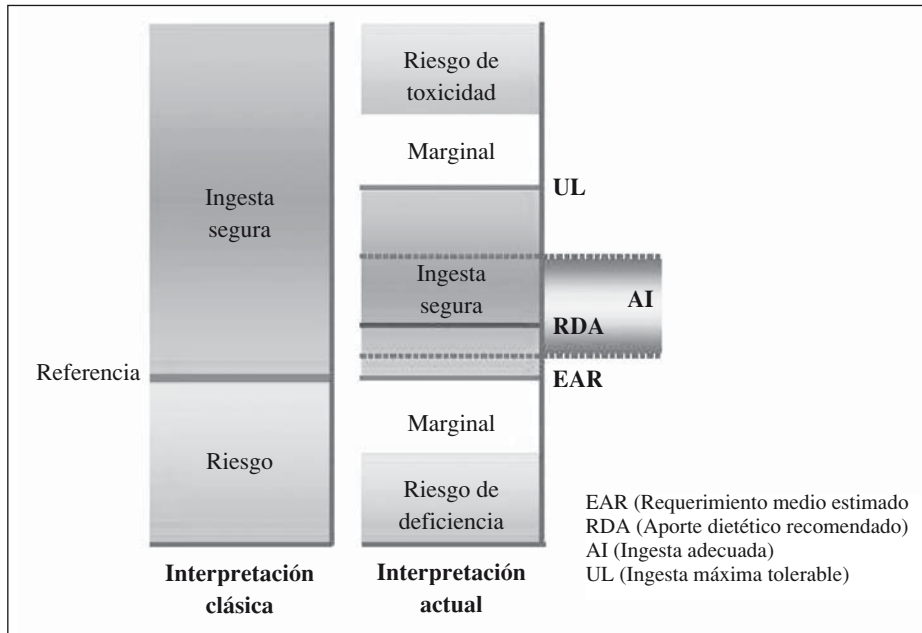 Riesgo de
toxicidad
Marginal
UL
Ingesta
segura
Ingesta
segura
AI
RDA
Referencia
EAR
Marginal
Riesgo
Riesgo de
deficiencia
EAR (Requerimiento medio estimado
RDA (Aporte dietético recomendado)
AI (Ingesta adecuada)
UL (Ingesta máxima tolerable)
Interpretación
clásica
Interpretación
actual